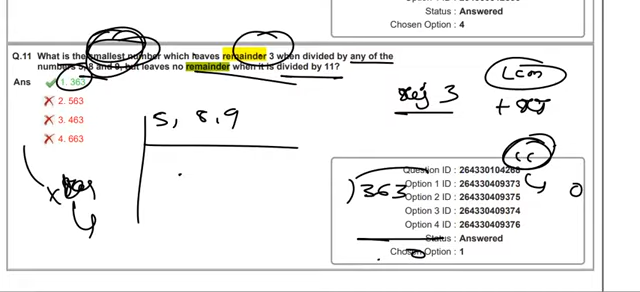 Status : Answered
Chosen Option : 4
Q.11 What is the smallest number which leaves remainder 3 when divided by any of the
numbers 5, 8 and 9, but leaves no remainder when it is divided by 11?
Ans 1. 363
2. 563
3. 463
4. 663
5, 8, 9
3
Lcm
+
Question ID : 264330104268
Option 1 ID : 264330409373
Option 2 ID : 264330409375
Option 3 ID : 264330409374
Option 4 ID : 264330409376
Status : Answered
Chosen Option : 1
)363
0
0